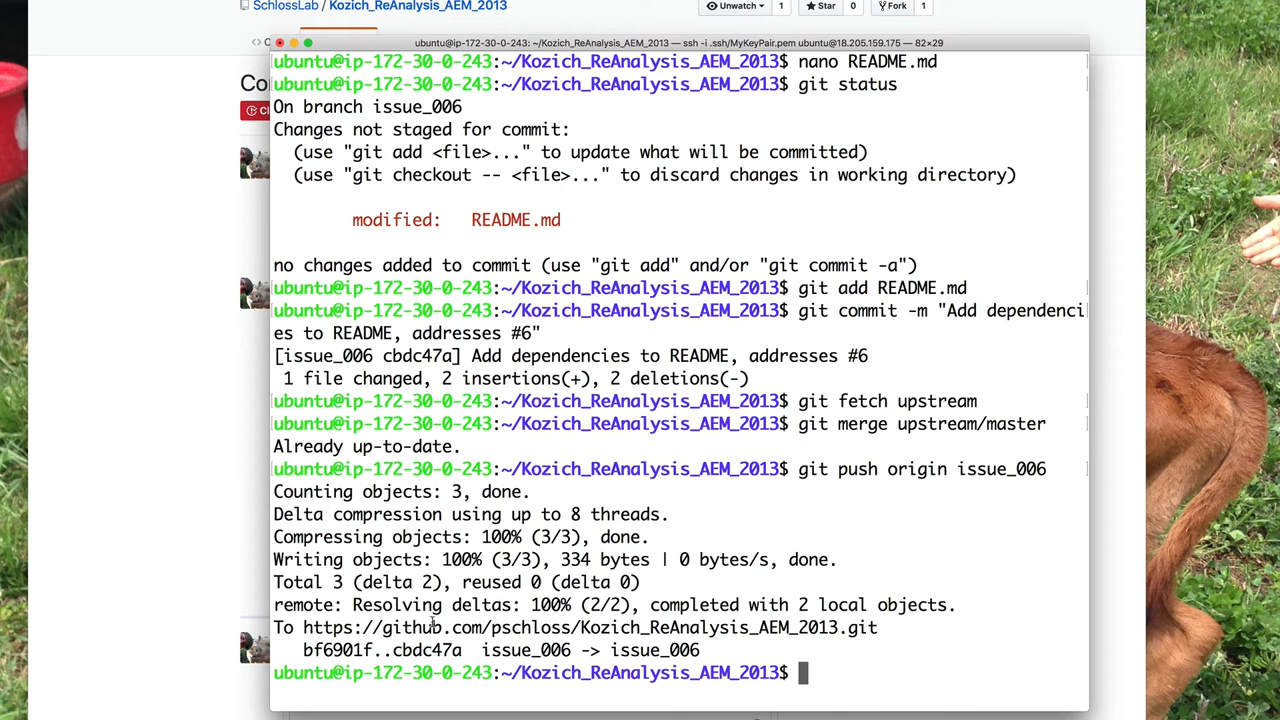 SchlossLab / Kozich_ReAnalysis_AEM_2013
Unwatch 1 Star 0 Fork 1
ubuntu@ip-172-30-0-243: ~/Kozich_ReAnalysis_AEM_2013 — ssh -i .ssh/MyKeyPair.pem ubuntu@18.205.159.175 — 82×29
ubuntu@ip-172-30-0-243:~/Kozich_ReAnalysis_AEM_2013$ nano README.md
ubuntu@ip-172-30-0-243:~/Kozich_ReAnalysis_AEM_2013$ git status
On branch issue_006
Changes not staged for commit:
(use "git add <file>..." to update what will be committed)
(use "git checkout -- <file>..." to discard changes in working directory)
modified: README.md
no changes added to commit (use "git add" and/or "git commit -a")
ubuntu@ip-172-30-0-243:~/Kozich_ReAnalysis_AEM_2013$ git add README.md
ubuntu@ip-172-30-0-243:~/Kozich_ReAnalysis_AEM_2013$ git commit -m "Add dependenci
es to README, addresses #6"
[issue_006 cbdc47a] Add dependencies to README, addresses #6
1 file changed, 2 insertions(+), 2 deletions(-)
ubuntu@ip-172-30-0-243:~/Kozich_ReAnalysis_AEM_2013$ git fetch upstream
ubuntu@ip-172-30-0-243:~/Kozich_ReAnalysis_AEM_2013$ git merge upstream/master
Already up-to-date.
ubuntu@ip-172-30-0-243:~/Kozich_ReAnalysis_AEM_2013$ git push origin issue_006
Counting objects: 3, done.
Delta compression using up to 8 threads.
Compressing objects: 100% (3/3), done.
Writing objects: 100% (3/3), 334 bytes | 0 bytes/s, done.
Total 3 (delta 2), reused 0 (delta 0)
remote: Resolving deltas: 100% (2/2), completed with 2 local objects.
To https://github.com/pschloss/Kozich_ReAnalysis_AEM_2013.git
bf6901f..cbdc47a issue_006 -> issue_006
ubuntu@ip-172-30-0-243:~/Kozich_ReAnalysis_AEM_2013$